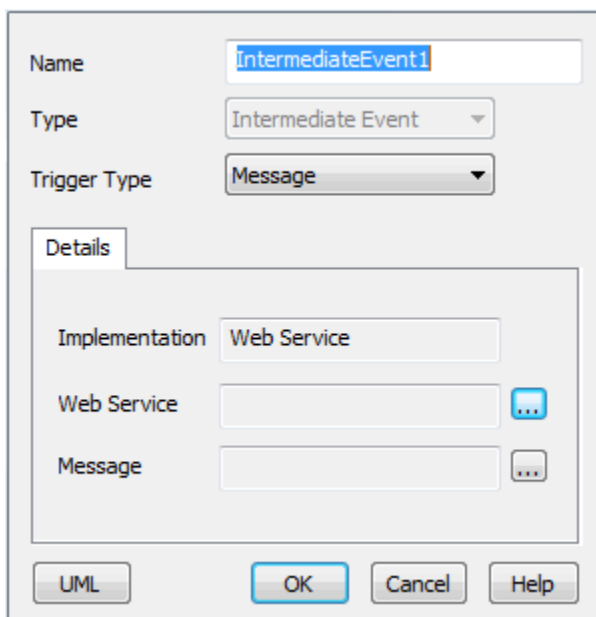 Name IntermediateEvent1
Type Intermediate Event
Trigger Type Message
Details
Implementation Web Service
Web Service ...
Message ...
UML OK Cancel Help